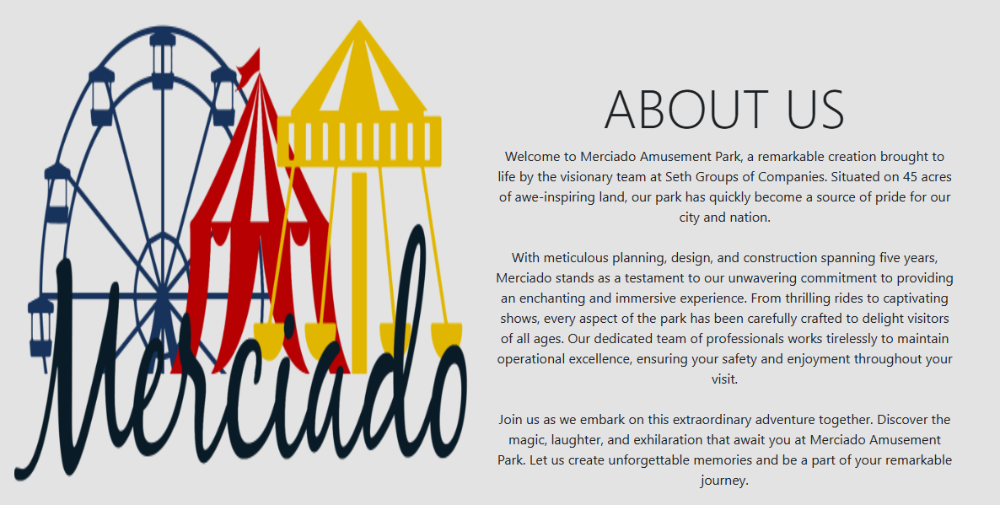 Merciado
ABOUT US
Welcome to Merciado Amusement Park, a remarkable creation brought to
life by the visionary team at Seth Groups of Companies. Situated on 45 acres
of awe-inspiring land, our park has quickly become a source of pride for our
city and nation.
With meticulous planning, design, and construction spanning five years,
Merciado stands as a testament to our unwavering commitment to providing
an enchanting and immersive experience. From thrilling rides to captivating
shows, every aspect of the park has been carefully crafted to delight visitors
of all ages. Our dedicated team of professionals works tirelessly to maintain
operational excellence, ensuring your safety and enjoyment throughout your
visit.
Join us as we embark on this extraordinary adventure together. Discover the
magic, laughter, and exhilaration that await you at Merciado Amusement
Park. Let us create unforgettable memories and be a part of your remarkable
journey.